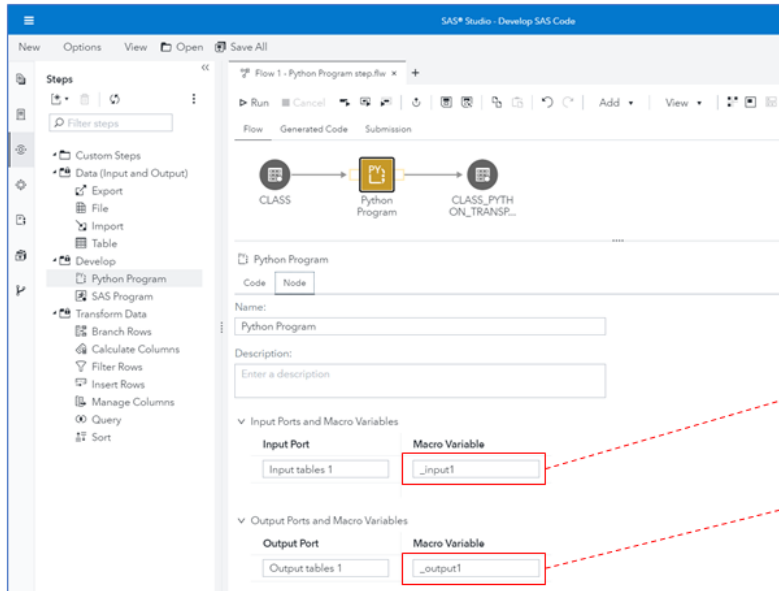 SAS® Studio - Develop SAS Code
New Options View Open Save All
Steps
Filter steps
Custom Steps
Data (Input and Output)
Export
File
Import
Table
Develop
Python Program
SAS Program
Transform Data
Branch Rows
Calculate Columns
Filter Rows
Insert Rows
Manage Columns
Query
Sort
Flow 1 - Python Program step.flw × +
Run Cancel Add View
Flow Generated Code Submission
PY
CLASS
Python
Program
CLASS_PYTH
ON_TRANSP...
Python Program
Code Node
Name:
Python Program
Description:
Enter a description
Input Ports and Macro Variables
Input Port Macro Variable
Input tables 1 _input1
Output Ports and Macro Variables
Output Port Macro Variable
Output tables 1 _output1